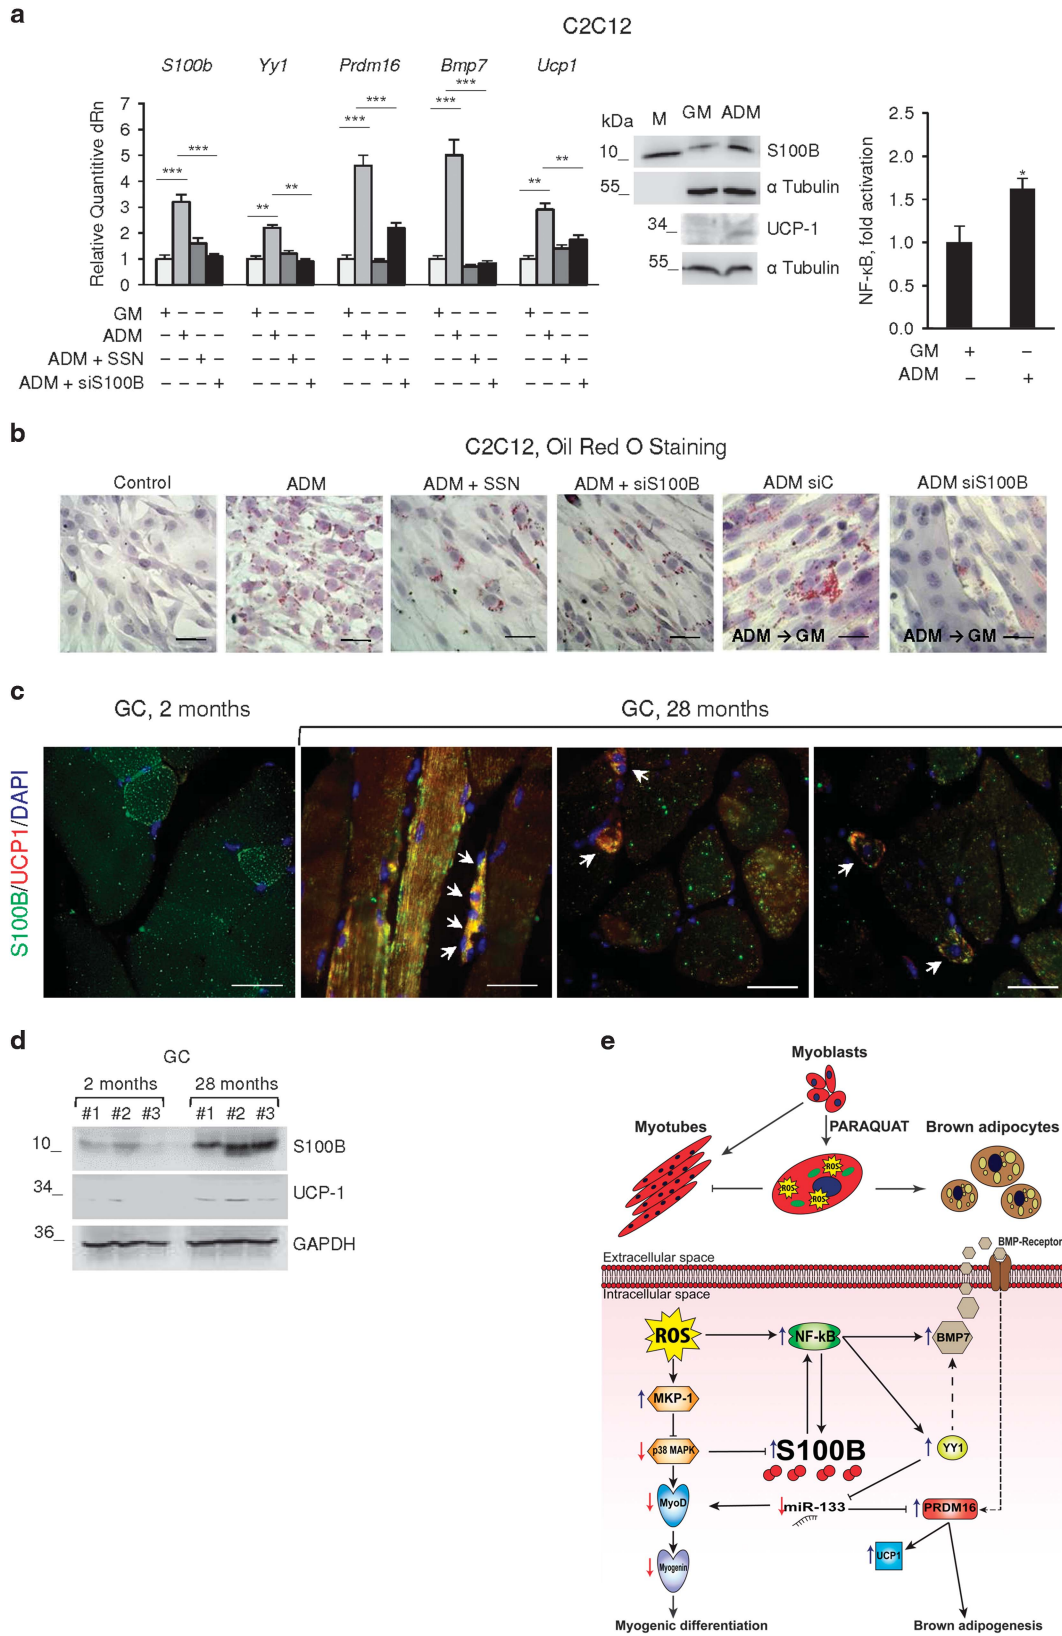 a
C2C12
S100b Yy1 Prdm16 Bmp7 Ucp1
Relative Quantitive dRn
7
6
5
4
3
2
1
0
*** *** ** ** *** *** *** *** ** **
GM + – – – + – – – + – – – + – – – + – – –
ADM – + – – – + – – – + – – – + – – – + – –
ADM + SSN – – + – – – + – – – + – – – + – – – + –
ADM + siS100B – – – + – – – + – – – + – – – + – – – +
kDa M GM ADM
10_ S100B
55_ α Tubulin
34_ UCP-1
55_ α Tubulin
NF-κB, fold activation
2.5
2.0
1.5
1.0
0.5
0.0
*
GM + –
ADM – +
b
C2C12, Oil Red O Staining
Control ADM ADM + SSN ADM + siS100B ADM siC ADM siS100B
ADM → GM ADM → GM
c
GC, 2 months GC, 28 months
S100B/UCP1/DAPI
d
GC
2 months 28 months
#1 #2 #3 #1 #2 #3
10_ S100B
34_ UCP-1
36_ GAPDH
e
Myoblasts
Myotubes PARAQUAT Brown adipocytes
ROS
ROS
ROS
BMP-Receptor
Extracellular space
Intracellular space
ROS NF-kB BMP7
MKP-1
p38 MAPK S100B YY1
MyoD miR-133 PRDM16
UCP1
Myogenin
Myogenic differentiation Brown adipogenesis